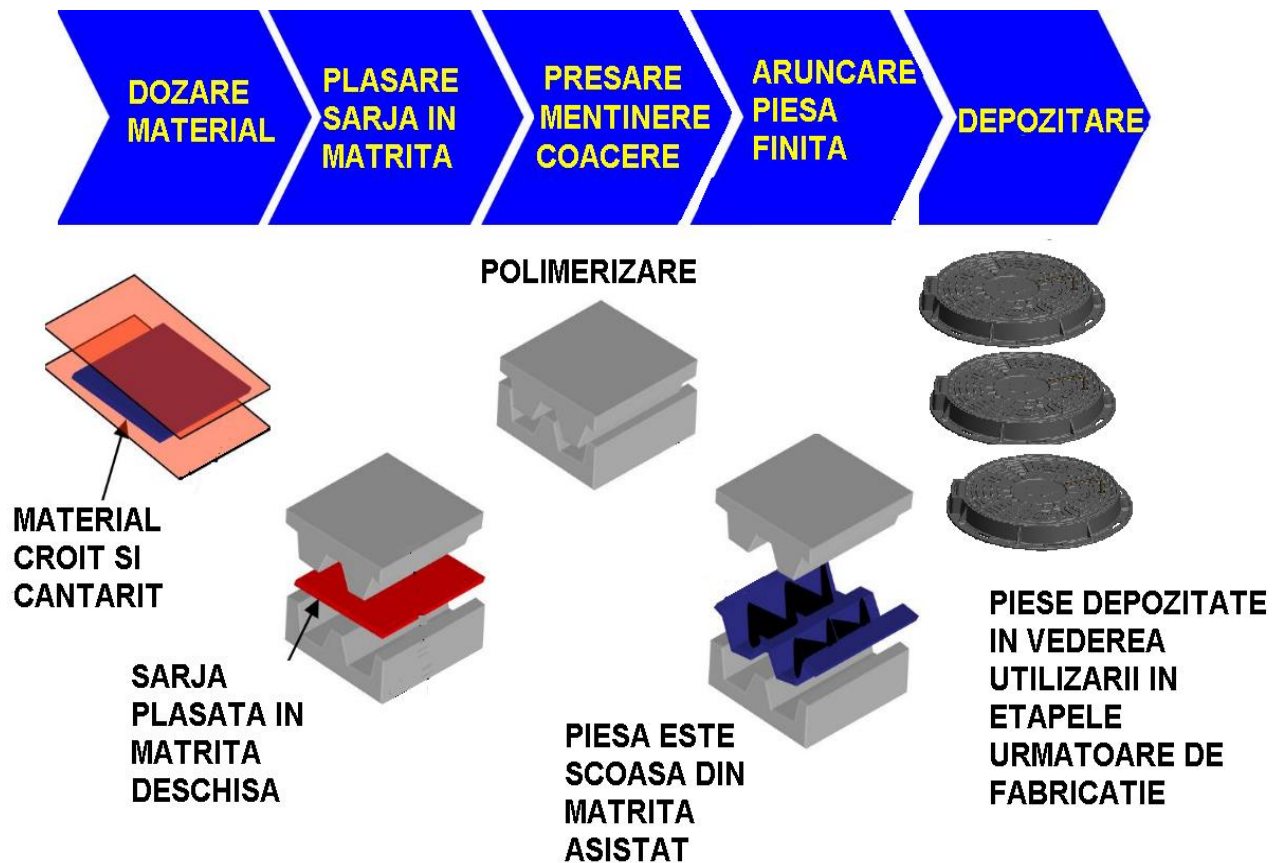 DOZARE
MATERIAL
PLASARE
SARJA IN
MATRITA
PRESARE
MENTINERE
COACERE
ARUNCARE
PIESA
FINITA
DEPOZITARE
POLIMERIZARE
MATERIAL
CROIT SI
CANTARIT
SARJA
PLASATA IN
MATRITA
DESCHISA
PIESA ESTE
SCOASA DIN
MATRITA
ASISTAT
PIESE DEPOZITATE
IN VEDEREA
UTILIZARII IN
ETAPELE
URMATOARE DE
FABRICATIE